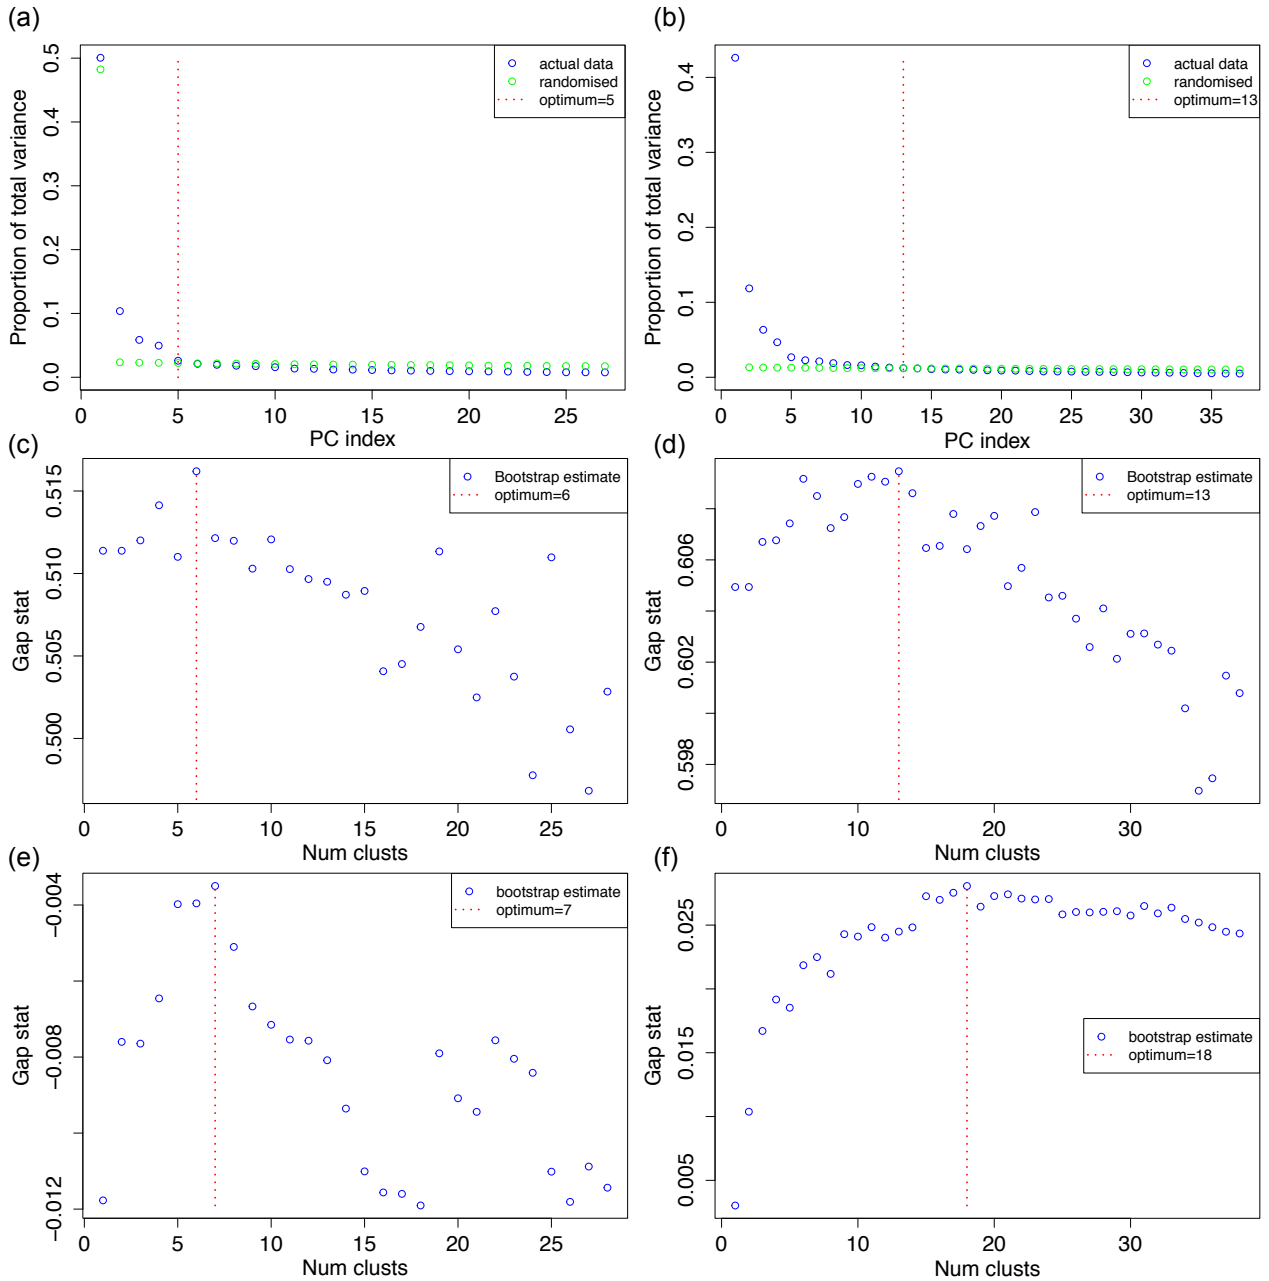 (a)
actual data
randomised
optimum=5
Proportion of total variance
0.5
0.4
0.3
0.2
0.1
0.0
0 5 10 15 20 25
PC index
(b)
actual data
randomised
optimum=13
Proportion of total variance
0.4
0.3
0.2
0.1
0.0
0 5 10 15 20 25 30 35
PC index
(c)
Bootstrap estimate
optimum=6
Gap stat
0.515
0.510
0.505
0.500
0 5 10 15 20 25
Num clusts
(d)
Bootstrap estimate
optimum=13
Gap stat
0.606
0.602
0.598
0 10 20 30
Num clusts
(e)
bootstrap estimate
optimum=7
Gap stat
−0.004
−0.008
−0.012
0 5 10 15 20 25
Num clusts
(f)
bootstrap estimate
optimum=18
Gap stat
0.025
0.015
0.005
0 10 20 30
Num clusts